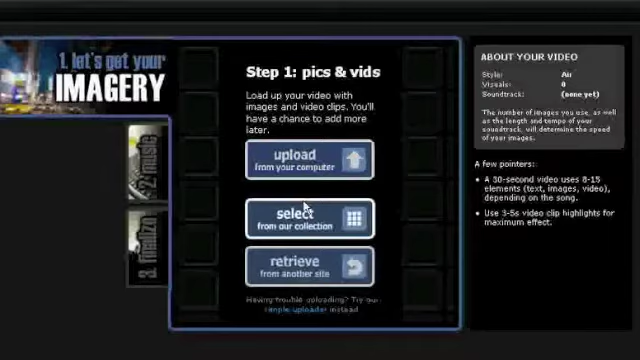 1. let's get your
IMAGERY
2. music
3. finalize
Step 1: pics & vids
Load up your video with
images and video clips. You'll
have a chance to add more
later.
upload
from your computer
select
from our collection
retrieve
from another site
Having trouble uploading? Try our
simple uploader instead
ABOUT YOUR VIDEO
Style: Air
Visuals: 0
Soundtrack: (none yet)
The number of images you use, as well
as the length and tempo of your
soundtrack, will determine the speed
of your images.
A few pointers:
• A 30-second video uses 8-15
elements (text, images, video),
depending on the song.
• Use 3-5s video clip highlights for
maximum effect.